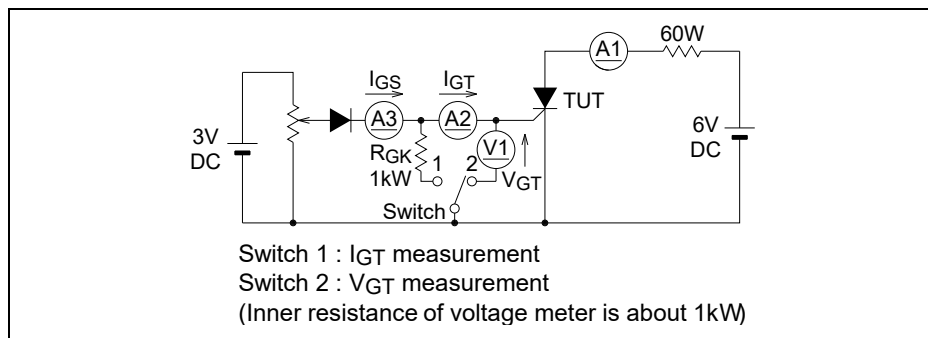 60W
A1
IGS
IGT
TUT
A3
A2
3V
DC
RGK
1kW
1
2
V1
VGT
6V
DC
Switch
Switch 1 : IGT measurement
Switch 2 : VGT measurement
(Inner resistance of voltage meter is about 1kW)